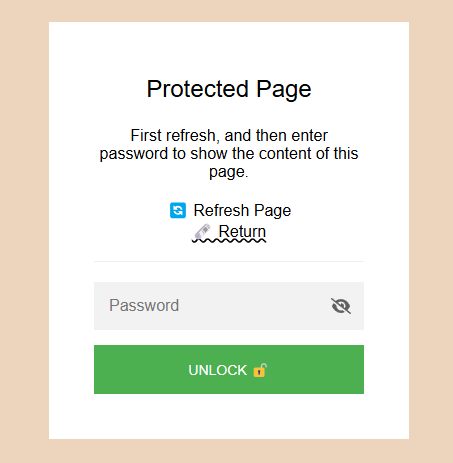 Protected Page
First refresh, and then enter
password to show the content of this
page.
Refresh Page
Return
Password
UNLOCK